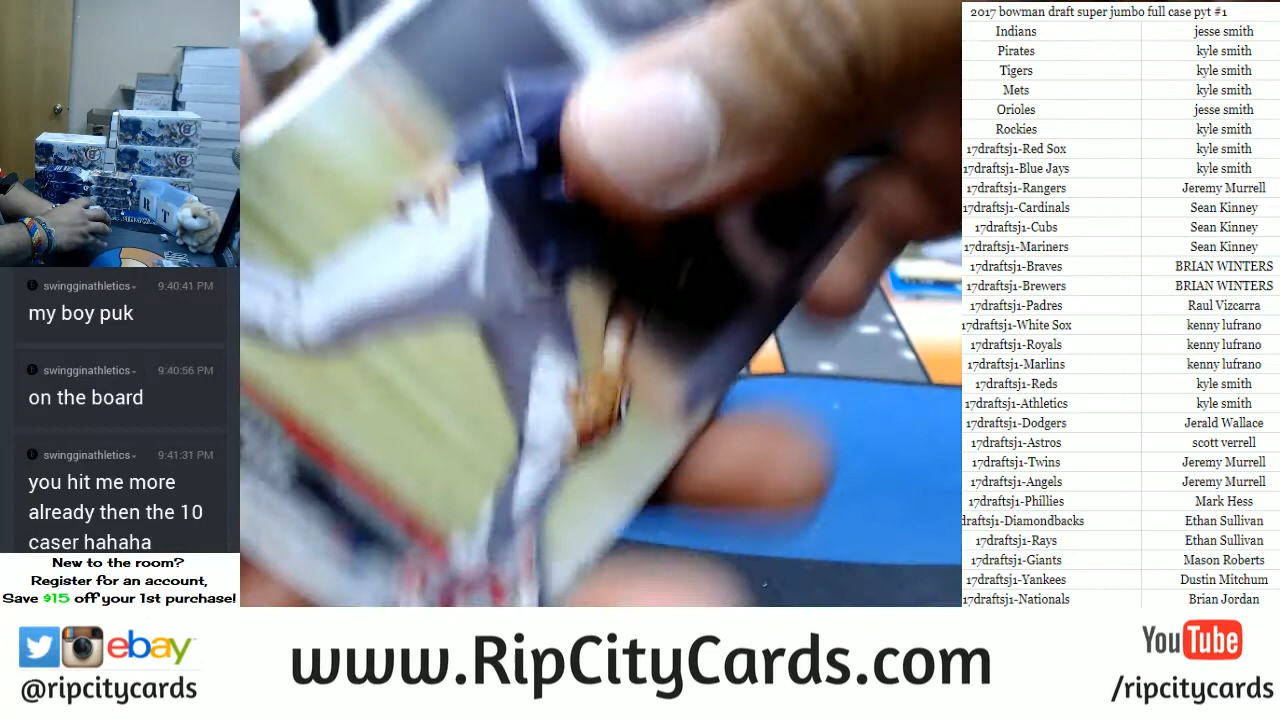 swingginathletics 9:40:41 PM
my boy puk
swingginathletics 9:40:56 PM
on the board
swingginathletics 9:41:31 PM
you hit me more
already then the 10
caser hahaha
New to the room?
Register for an account,
Save $15 off your 1st purchase!
2017 bowman draft super jumbo full case pyt #1
Indians jesse smith
Pirates kyle smith
Tigers kyle smith
Mets kyle smith
Orioles jesse smith
Rockies kyle smith
17draftsj1-Red Sox kyle smith
17draftsj1-Blue Jays kyle smith
17draftsj1-Rangers Jeremy Murrell
17draftsj1-Cardinals Sean Kinney
17draftsj1-Cubs Sean Kinney
17draftsj1-Mariners Sean Kinney
17draftsj1-Braves BRIAN WINTERS
17draftsj1-Brewers BRIAN WINTERS
17draftsj1-Padres Raul Vizcarra
17draftsj1-White Sox kenny lufrano
17draftsj1-Royals kenny lufrano
17draftsj1-Marlins kenny lufrano
17draftsj1-Reds kyle smith
17draftsj1-Athletics kyle smith
17draftsj1-Dodgers Jerald Wallace
17draftsj1-Astros scott verrell
17draftsj1-Twins Jeremy Murrell
17draftsj1-Angels Jeremy Murrell
17draftsj1-Phillies Mark Hess
draftsj1-Diamondbacks Ethan Sullivan
17draftsj1-Rays Ethan Sullivan
17draftsj1-Giants Mason Roberts
17draftsj1-Yankees Dustin Mitchum
17draftsj1-Nationals Brian Jordan
ebay
@ripcitycards
www.RipCityCards.com
YouTube
/ripcitycards